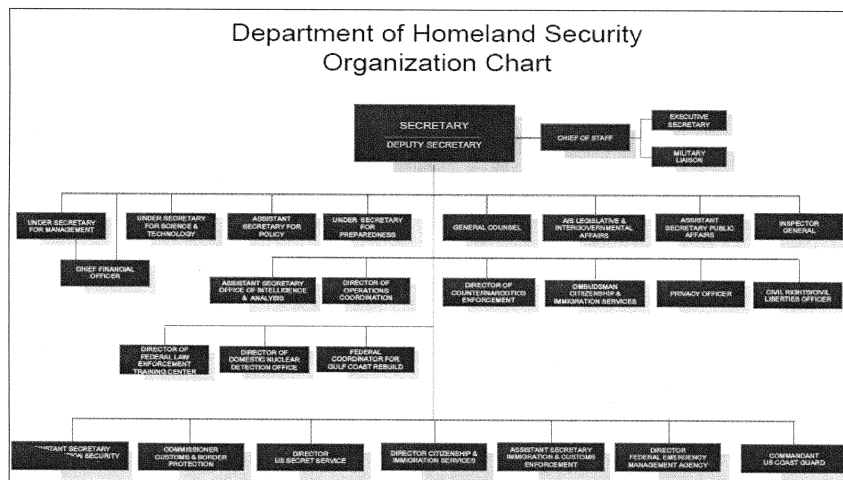 Department of Homeland Security
Organization Chart
SECRETARY
DEPUTY SECRETARY
CHIEF OF STAFF
EXECUTIVE
SECRETARY
MILITARY
LIAISON
UNDER SECRETARY
FOR MANAGEMENT
UNDER SECRETARY
FOR SCIENCE &
TECHNOLOGY
ASSISTANT
SECRETARY FOR
POLICY
UNDER SECRETARY
FOR
PREPAREDNESS
GENERAL COUNSEL
A/S LEGISLATIVE &
INTERGOVERNMENTAL
AFFAIRS
ASSISTANT
SECRETARY PUBLIC
AFFAIRS
INSPECTOR
GENERAL
CHIEF FINANCIAL
OFFICER
ASSISTANT SECRETARY
OFFICE OF INTELLIGENCE
& ANALYSIS
DIRECTOR OF
OPERATIONS
COORDINATION
DIRECTOR OF
COUNTERNARCOTICS
ENFORCEMENT
OMBUDSMAN
CITIZENSHIP &
IMMIGRATION SERVICES
PRIVACY OFFICER
CIVIL RIGHTS/CIVIL
LIBERTIES OFFICER
DIRECTOR OF
FEDERAL LAW
ENFORCEMENT
TRAINING CENTER
DIRECTOR OF
DOMESTIC NUCLEAR
DETECTION OFFICE
FEDERAL
COORDINATOR FOR
GULF COAST REBUILD
SECRETARY
SECURITY
COMMISSIONER
CUSTOMS & BORDER
PROTECTION
DIRECTOR
US SECRET SERVICE
DIRECTOR CITIZENSHIP &
IMMIGRATION SERVICES
ASSISTANT SECRETARY
IMMIGRATION & CUSTOMS
ENFORCEMENT
DIRECTOR
FEDERAL EMERGENCY
MANAGEMENT AGENCY
COMMANDANT
US COAST GUARD